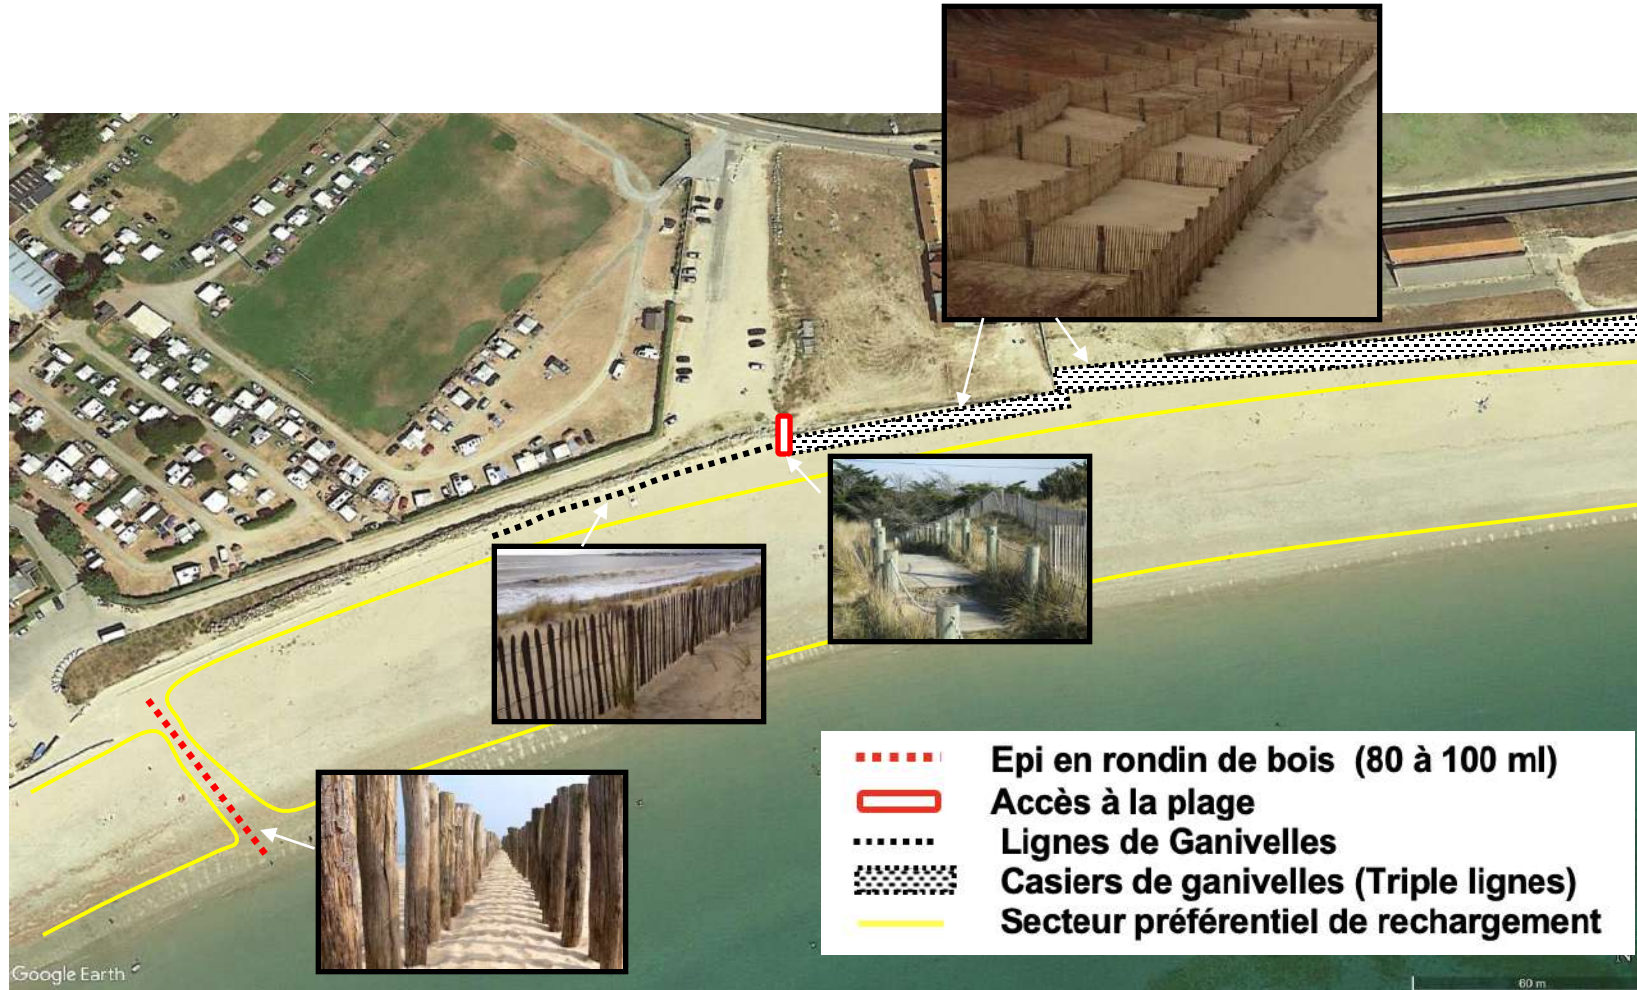 Epi en rondin de bois (80 à 100 ml)
Accès à la plage
Lignes de Ganivelles
Casiers de ganivelles (Triple lignes)
Secteur préférentiel de rechargement
Google Earth
N
60 m